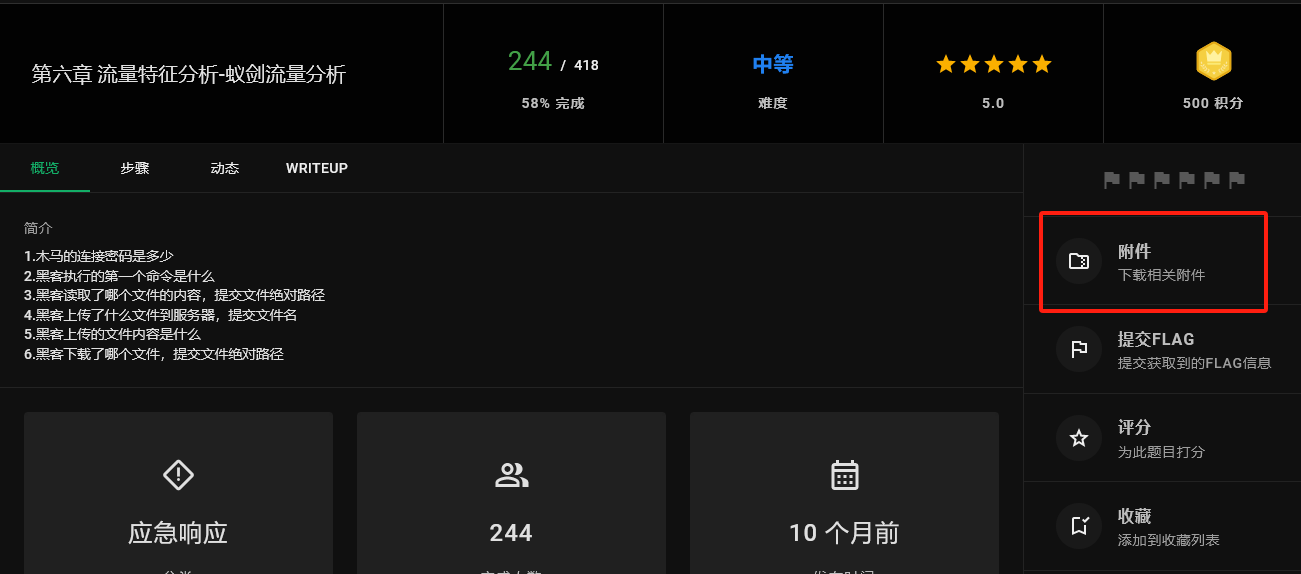 第六章 流量特征分析-蚁剑流量分析
244 / 418
58% 完成
中等
难度
5.0
500 积分
概览 步骤 动态 WRITEUP
简介
1.木马的连接密码是多少
2.黑客执行的第一个命令是什么
3.黑客读取了哪个文件的内容，提交文件绝对路径
4.黑客上传了什么文件到服务器，提交文件名
5.黑客上传的文件内容是什么
6.黑客下载了哪个文件，提交文件绝对路径
附件
下载相关附件
提交FLAG
提交获取到的FLAG信息
评分
为此题目打分
收藏
添加到收藏列表
应急响应
244
10 个月前